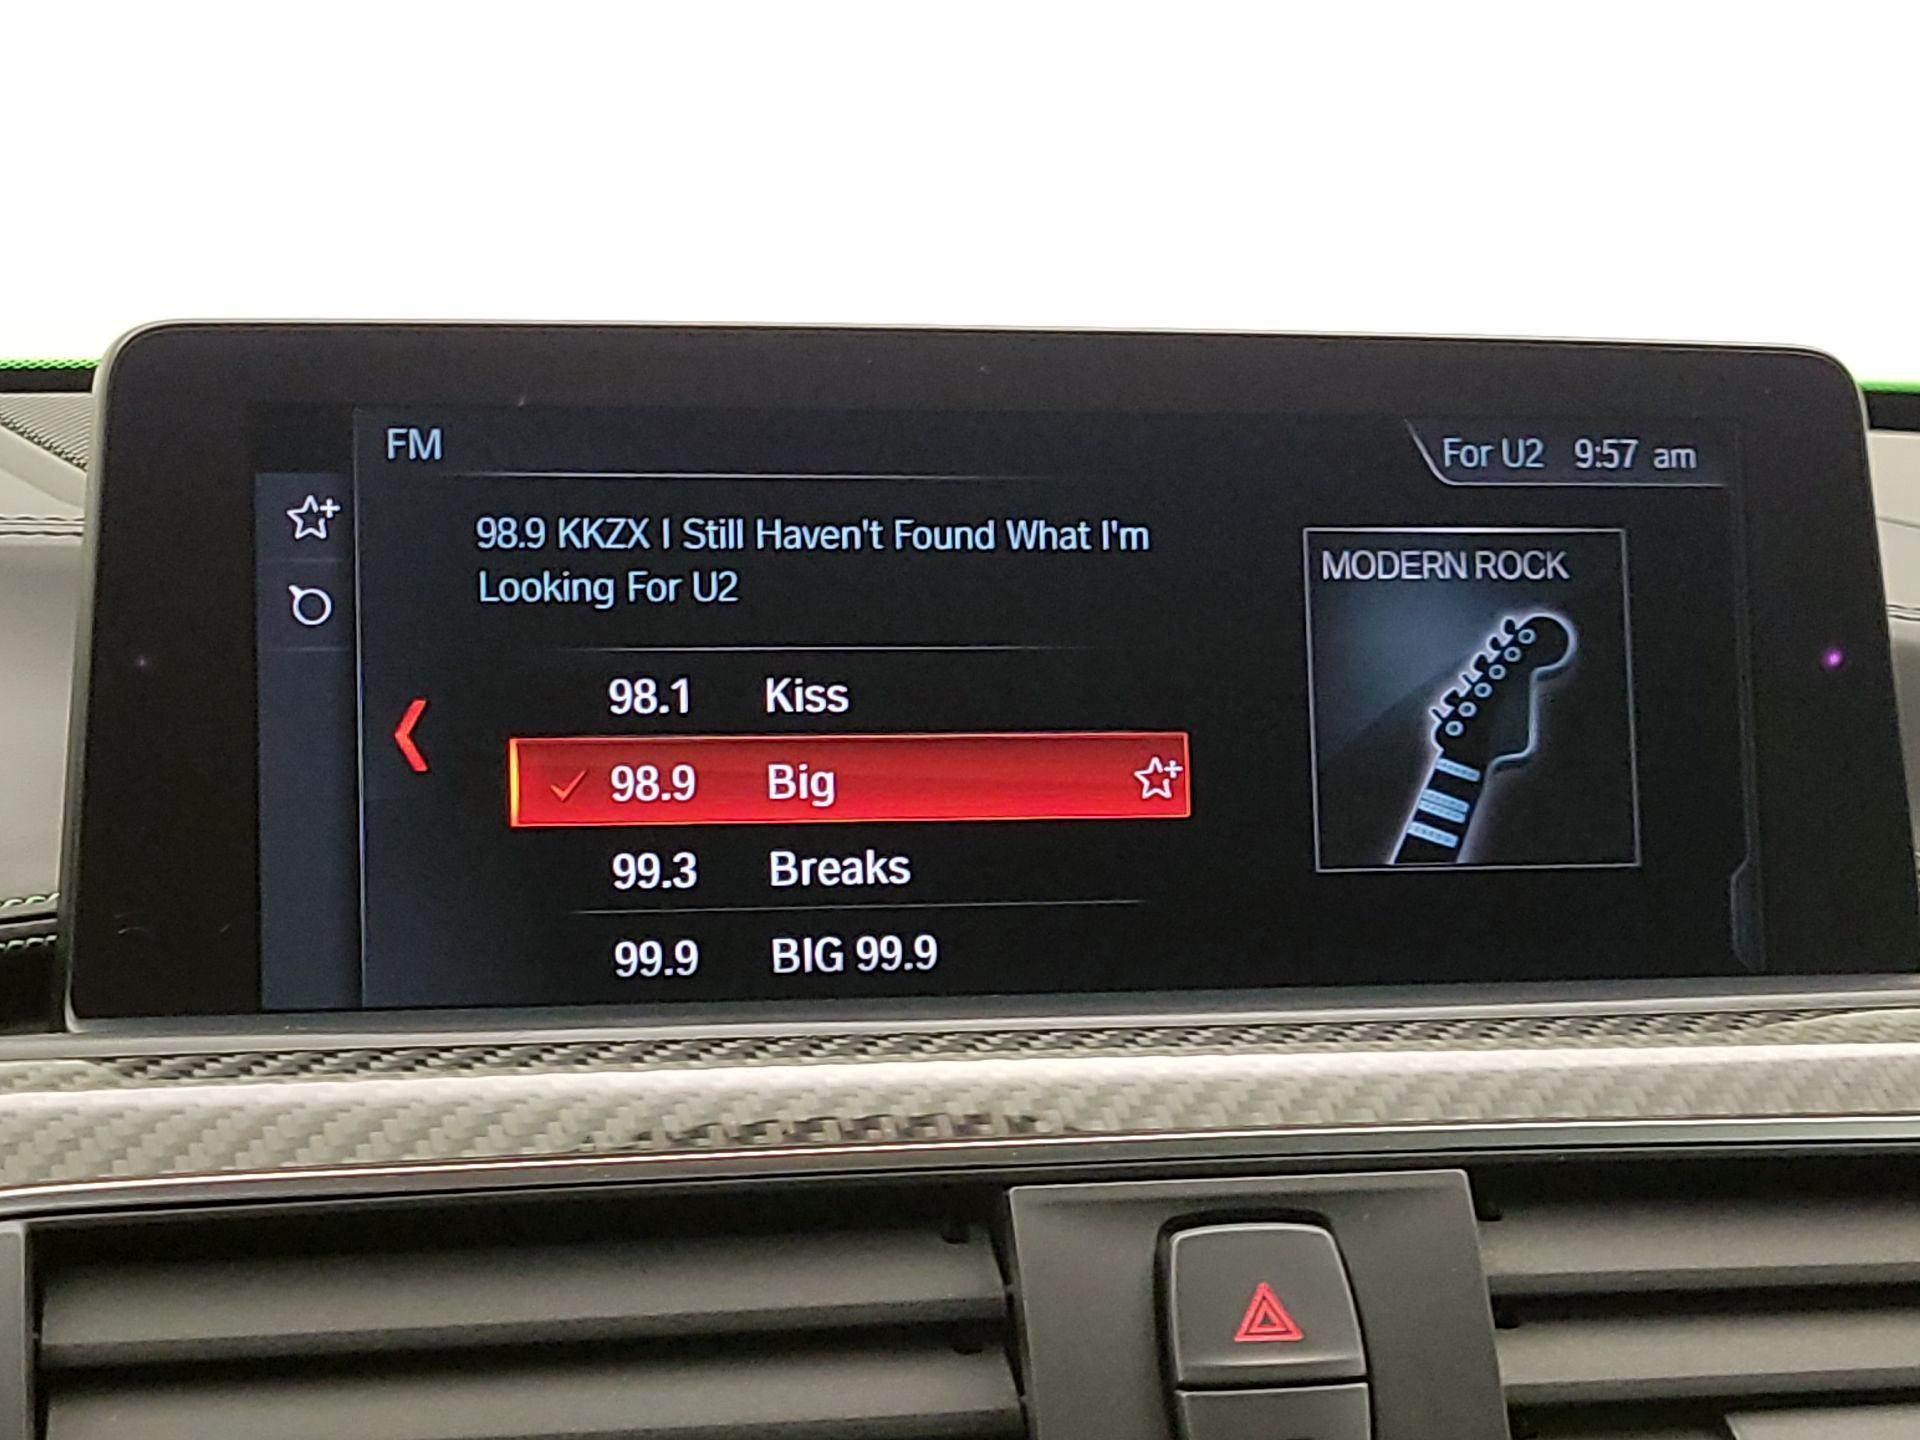 FM
For U2 9:57 am
98.9 KKZX I Still Haven't Found What I'm
Looking For U2
MODERN ROCK
98.1 Kiss
98.9 Big
99.3 Breaks
99.9 BIG 99.9